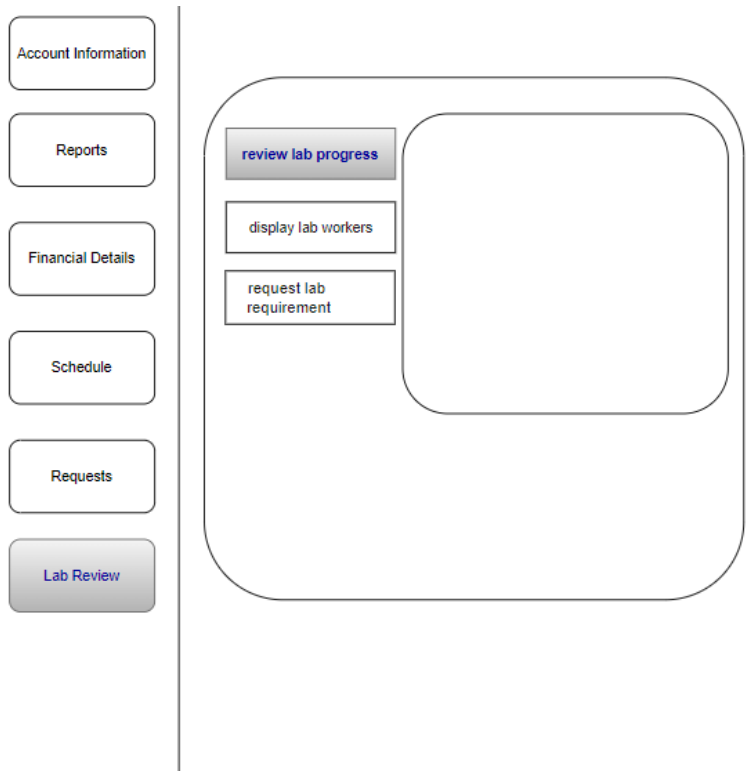 Account Information
Reports
Financial Details
Schedule
Requests
Lab Review
review lab progress
display lab workers
request lab
requirement